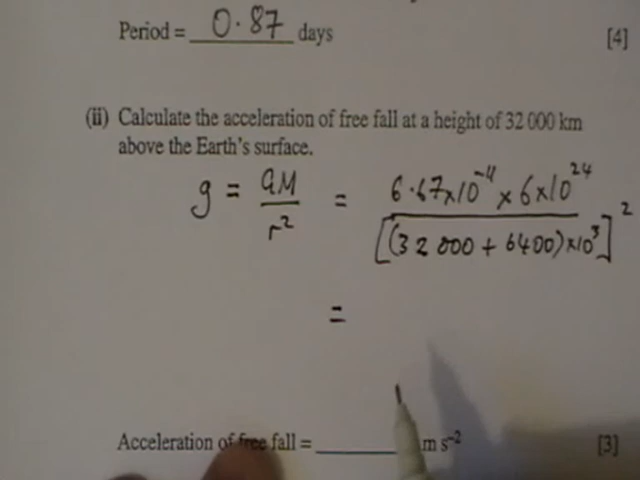 Period = 0.87 days [4]
(ii) Calculate the acceleration of free fall at a height of 32 000 km
above the Earth's surface.
g = GM / r² = 6.67×10⁻¹¹ × 6×10²⁴ / [(32 000 + 6400)×10³]²
=
Acceleration of free fall = ________ m s⁻² [3]